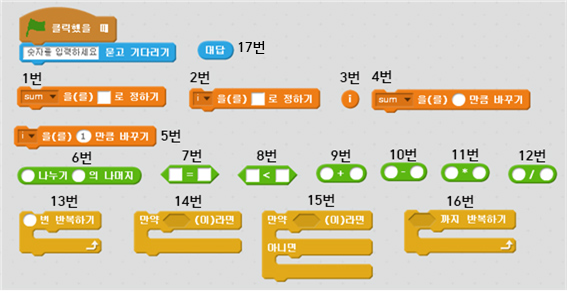 클릭했을 때
숫자를 입력하세요 묻고 기다리기 대답 17번
1번 2번 3번 4번
sum 을(를) 로 정하기 i 을(를) 로 정하기 i sum 을(를) 만큼 바꾸기
i 을(를) 1 만큼 바꾸기 5번
6번 7번 8번 9번 10번 11번 12번
나누기 의 나머지 = < + - * /
13번 14번 15번 16번
번 반복하기 만약 (이)라면 만약 (이)라면 까지 반복하기
아니면